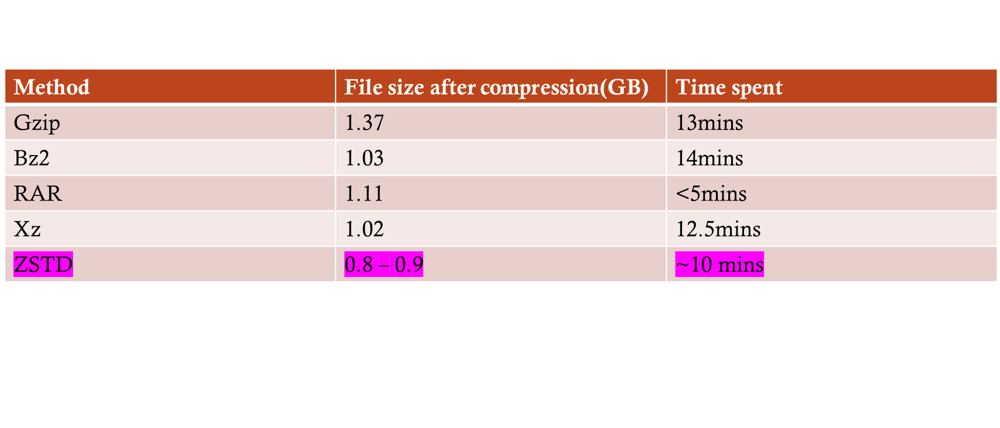 Method File size after compression(GB) Time spent
Gzip 1.37 13mins
Bz2 1.03 14mins
RAR 1.11 <5mins
Xz 1.02 12.5mins
ZSTD 0.8 – 0.9 ~10 mins